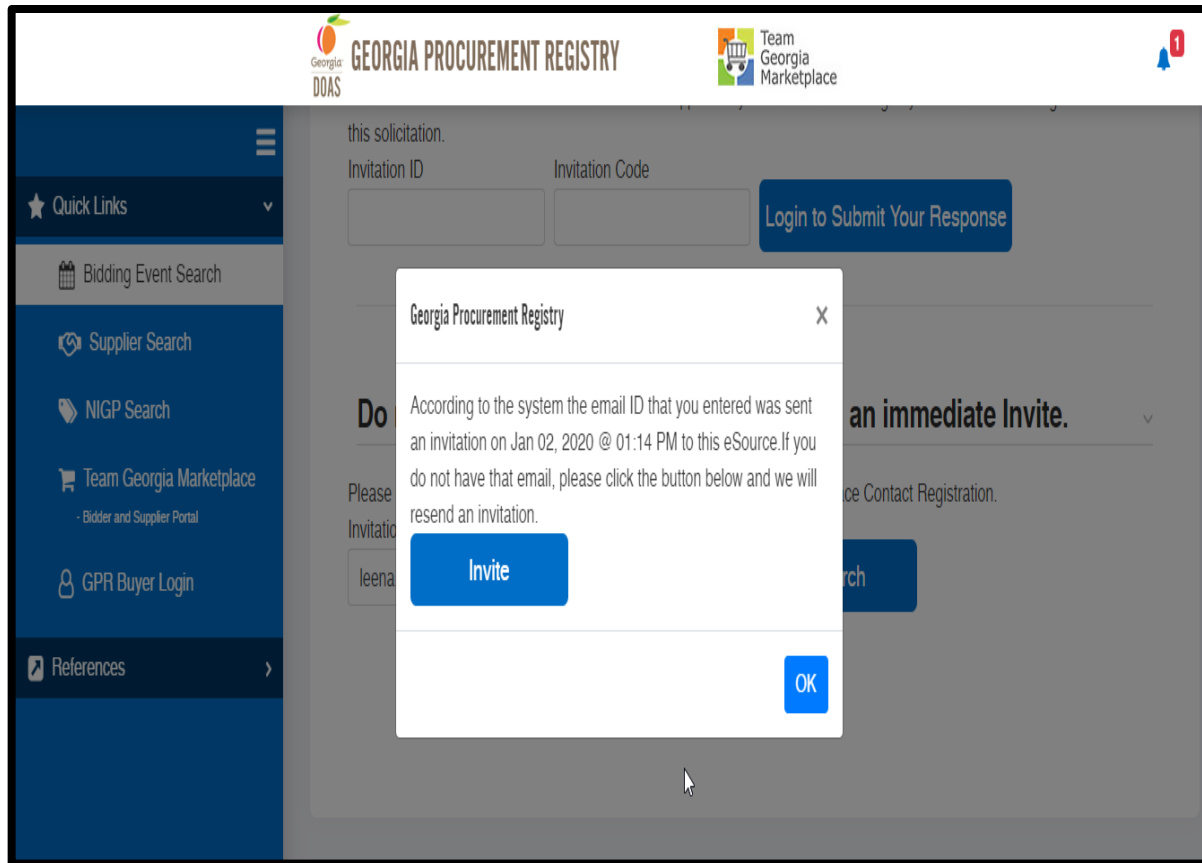 Georgia
DOAS
GEORGIA PROCUREMENT REGISTRY
Team
Georgia
Marketplace
1
Quick Links
Bidding Event Search
Supplier Search
NIGP Search
Team Georgia Marketplace
- Bidder and Supplier Portal
GPR Buyer Login
References
this solicitation.
Invitation ID
Invitation Code
Login to Submit Your Response
Georgia Procurement Registry
X
According to the system the email ID that you entered was sent
an invitation on Jan 02, 2020 @ 01:14 PM to this eSource.If you
do not have that email, please click the button below and we will
resend an invitation.
Invite
OK
Do
an immediate Invite.
Please
Contact Registration.
leena